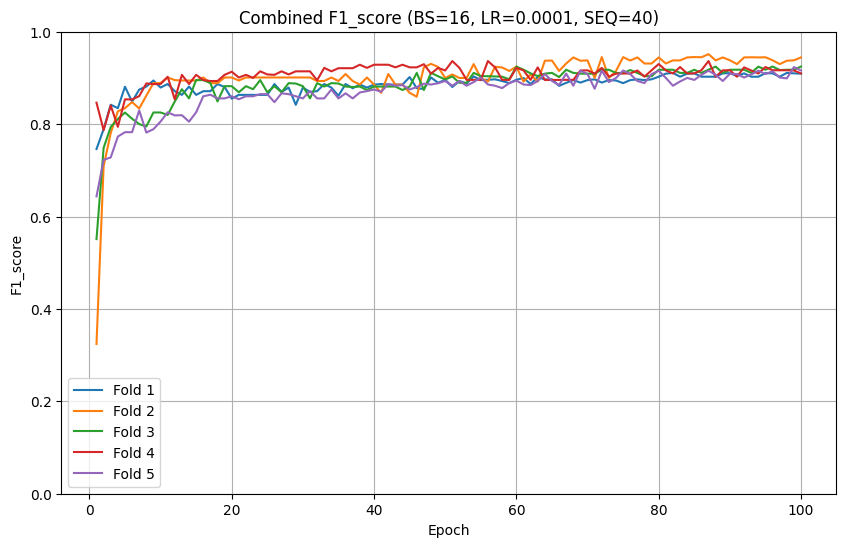 Combined F1_score (BS=16, LR=0.0001, SEQ=40)
1.0
0.8
0.6
0.4
0.2
0.0
F1_score
Fold 1
Fold 2
Fold 3
Fold 4
Fold 5
0 20 40 60 80 100
Epoch